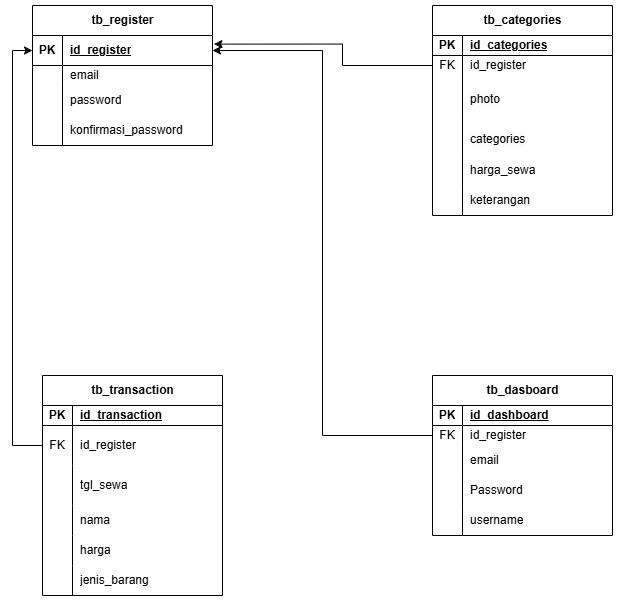 tb_register
PK id_register
email
password
konfirmasi_password
tb_categories
PK id_categories
FK id_register
photo
categories
harga_sewa
keterangan
tb_transaction
PK id_transaction
FK id_register
tgl_sewa
nama
harga
jenis_barang
tb_dasboard
PK id_dashboard
FK id_register
email
Password
username